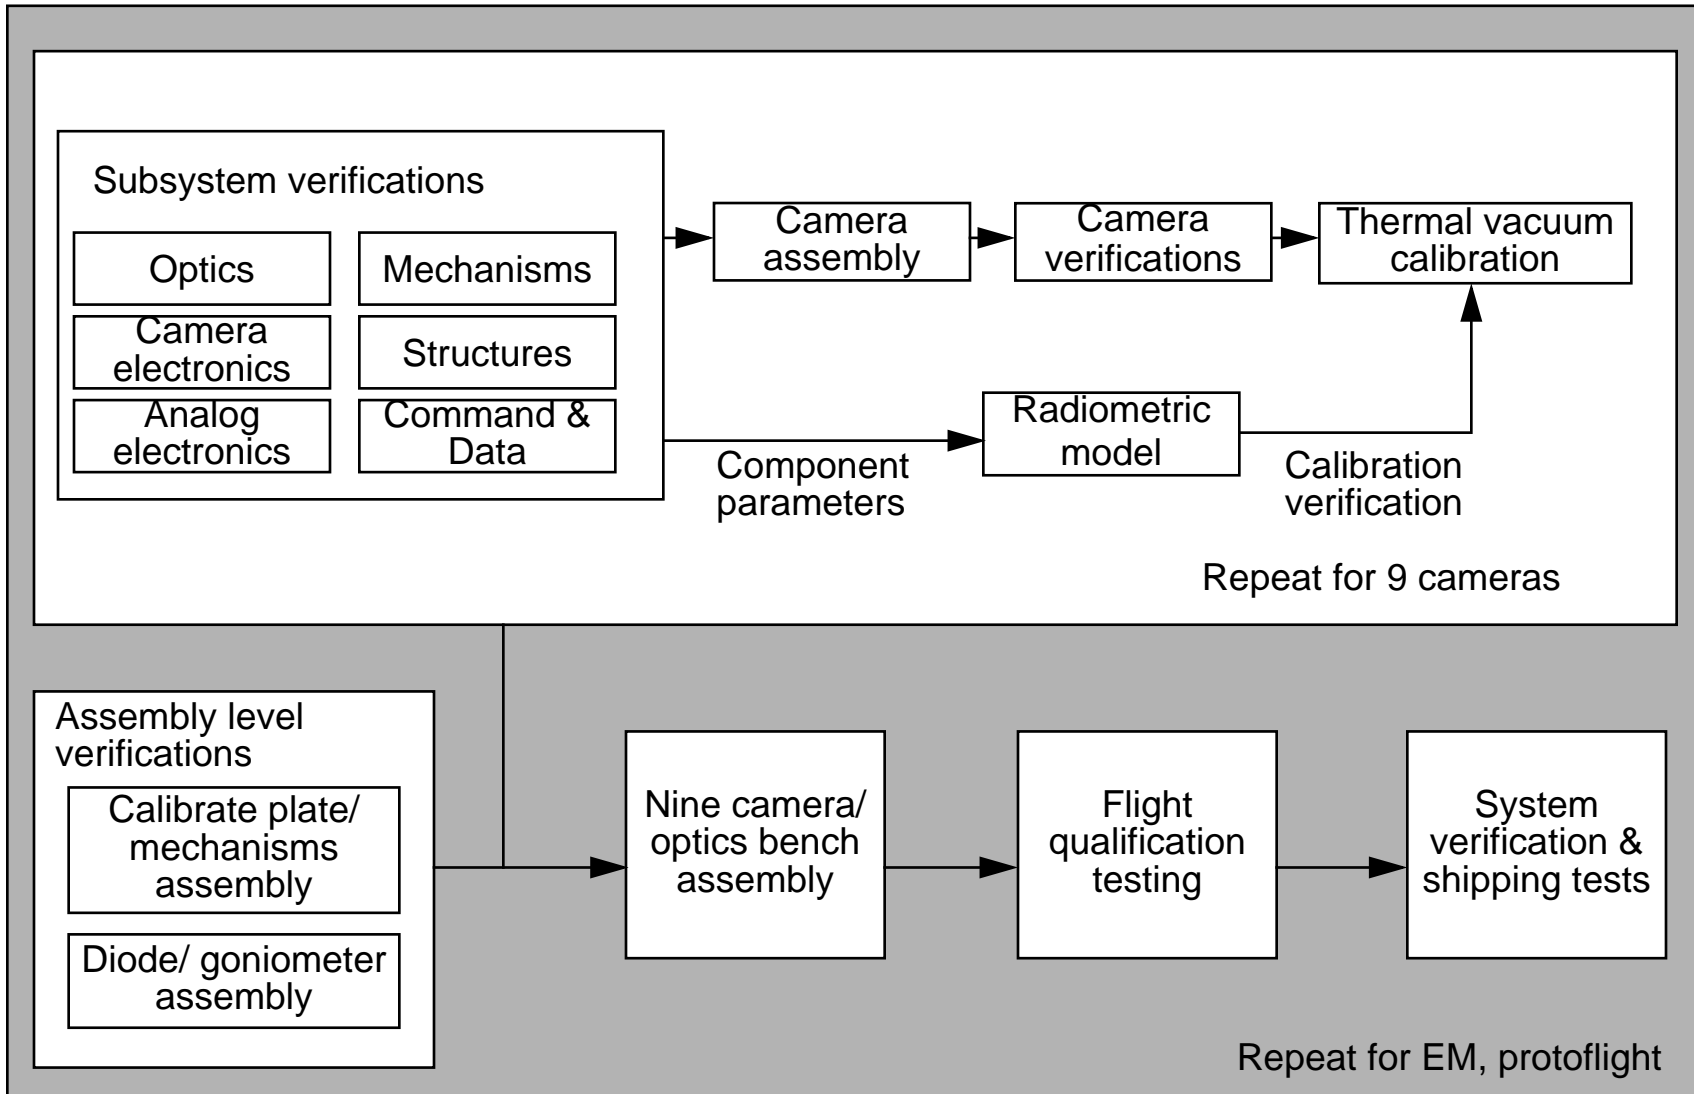 Subsystem verifications
Optics
Mechanisms
Camera
electronics
Structures
Analog
electronics
Command &
Data
Camera
assembly
Camera
verifications
Thermal vacuum
calibration
Component
parameters
Radiometric
model
Calibration
verification
Repeat for 9 cameras
Assembly level
verifications
Calibrate plate/
mechanisms
assembly
Diode/ goniometer
assembly
Nine camera/
optics bench
assembly
Flight
qualification
testing
System
verification &
shipping tests
Repeat for EM, protoflight